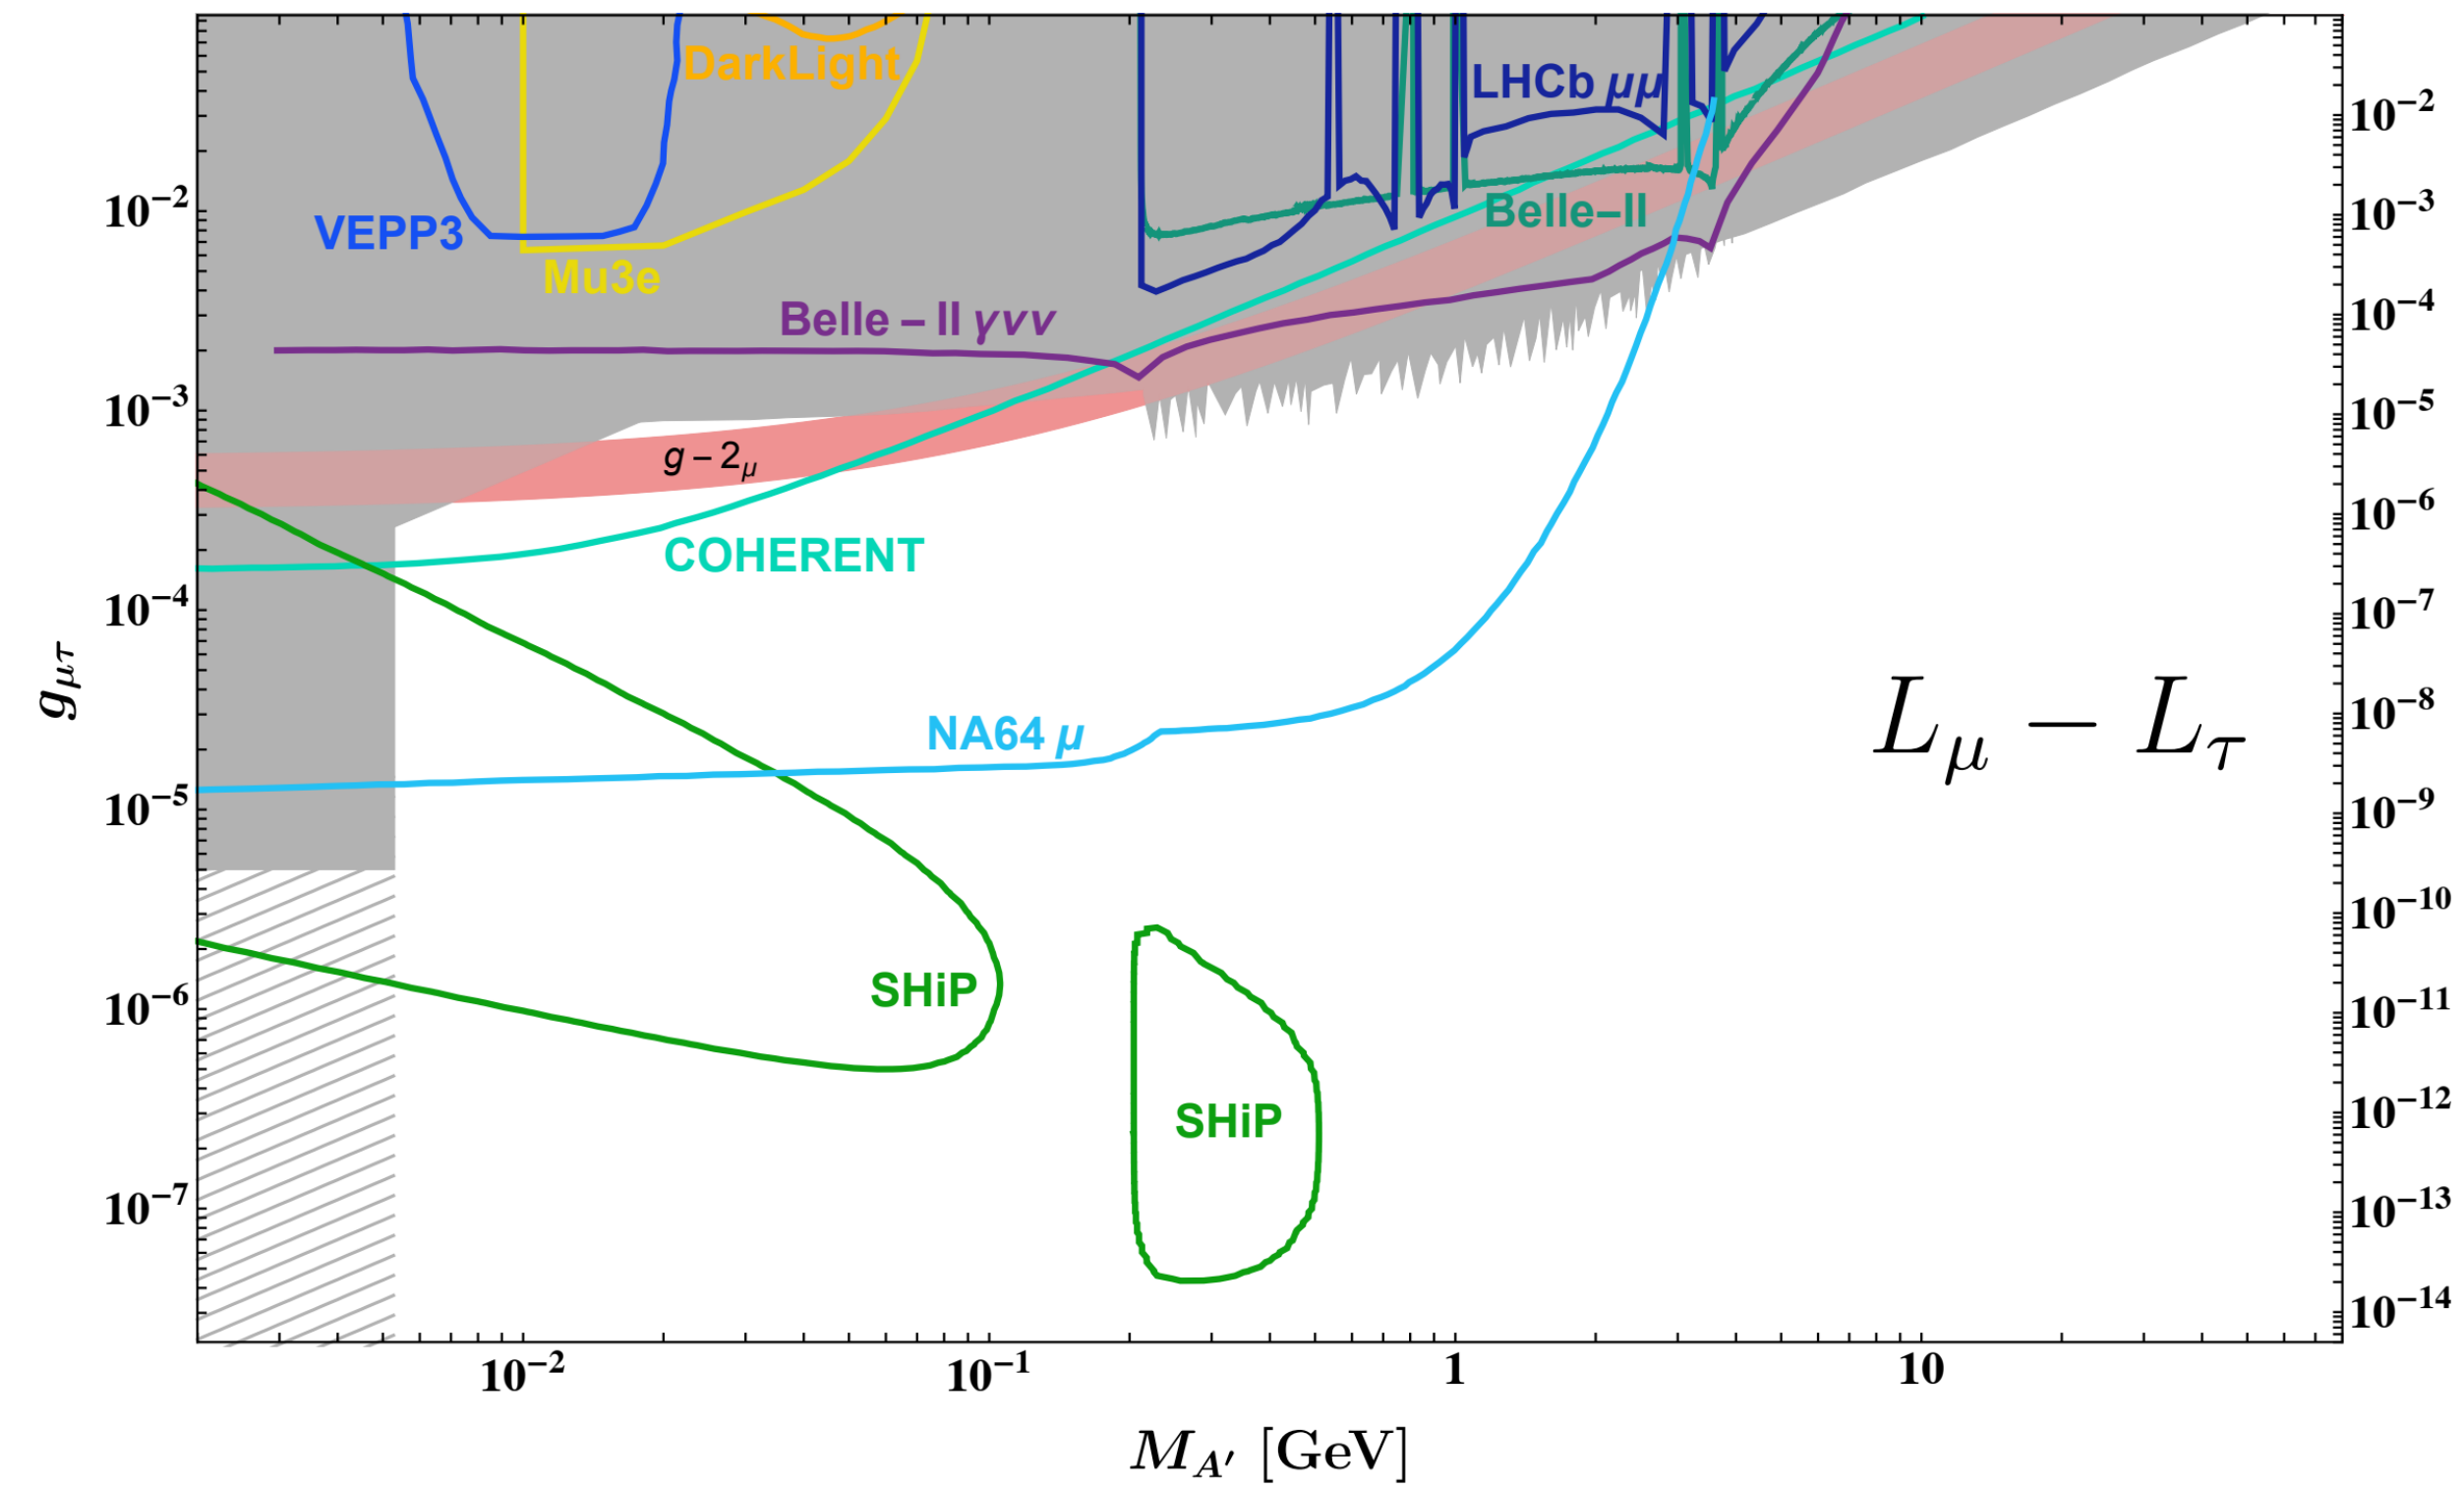 DarkLight
LHCb μμ
10⁻²
10⁻²
VEPP3
Belle–II
10⁻³
Mu3e
Belle – II γνν
10⁻⁴
10⁻³
10⁻⁵
g – 2μ
10⁻⁶
COHERENT
10⁻⁴
10⁻⁷
gμτ
NA64 μ
10⁻⁸
Lμ − Lτ
10⁻⁵
10⁻⁹
10⁻¹⁰
SHiP
10⁻⁶
10⁻¹¹
SHiP
10⁻¹²
10⁻⁷
10⁻¹³
10⁻¹⁴
10⁻² 10⁻¹ 1 10
M_A′ [GeV]